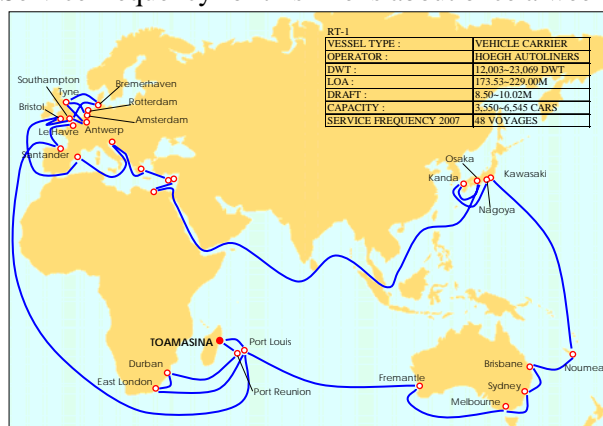 RT-1
VESSEL TYPE : VEHICLE CARRIER
OPERATOR : HOEGH AUTOLINERS
DWT : 12,003~23,069 DWT
LOA : 173.53~229.00M
DRAFT : 8.50~10.02M
CAPACITY : 3,550~6,545 CARS
SERVICE FREQUENCY 2007 48 VOYAGES
Southampton
Tyne
Bremerhaven
Bristol
Rotterdam
Amsterdam
Le Havre
Antwerp
Santander
Osaka
Kanda
Kawasaki
Nagoya
TOAMASINA
Port Louis
Durban
East London
Port Reunion
Fremantle
Brisbane
Noumea
Sydney
Melbourne